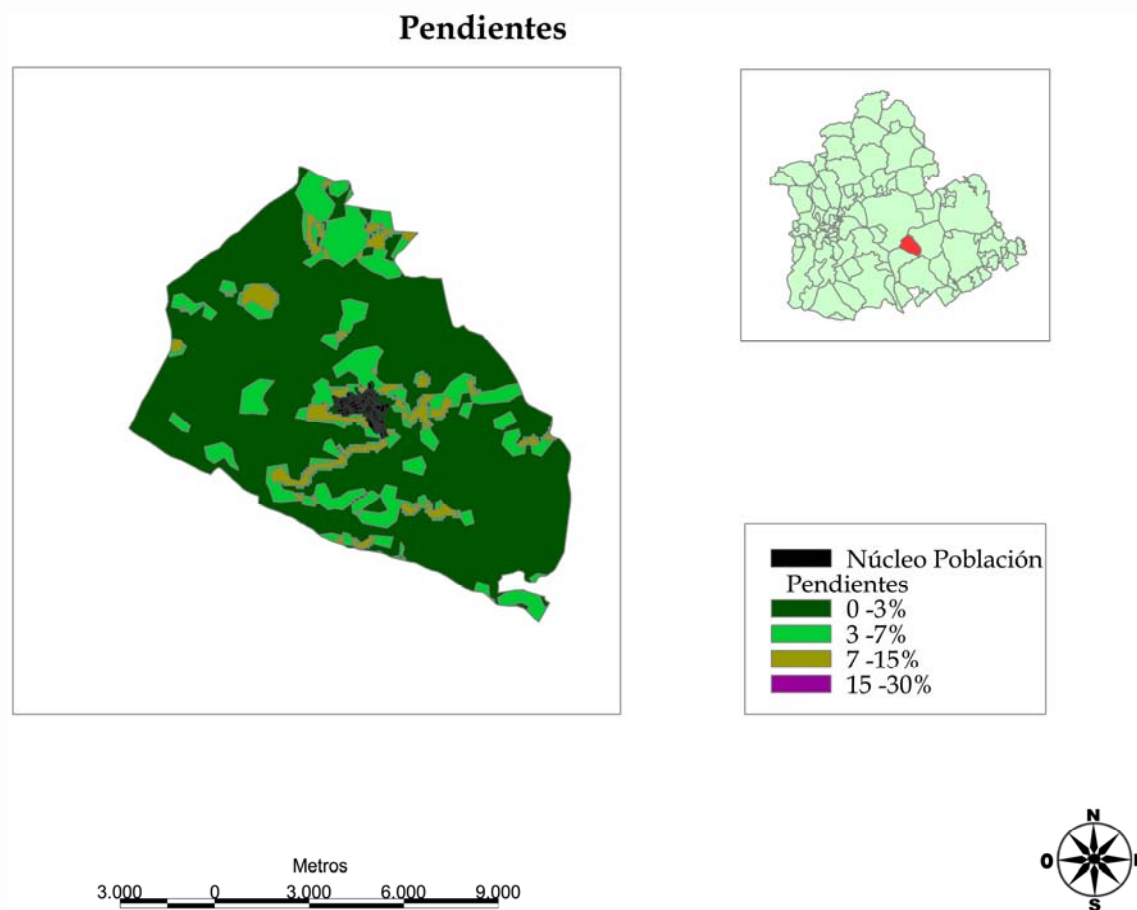 Pendientes
Núcleo Población
Pendientes
0 -3%
3 -7%
7 -15%
15 -30%
Metros
3.000 0 3.000 6.000 9.000
N
O
S